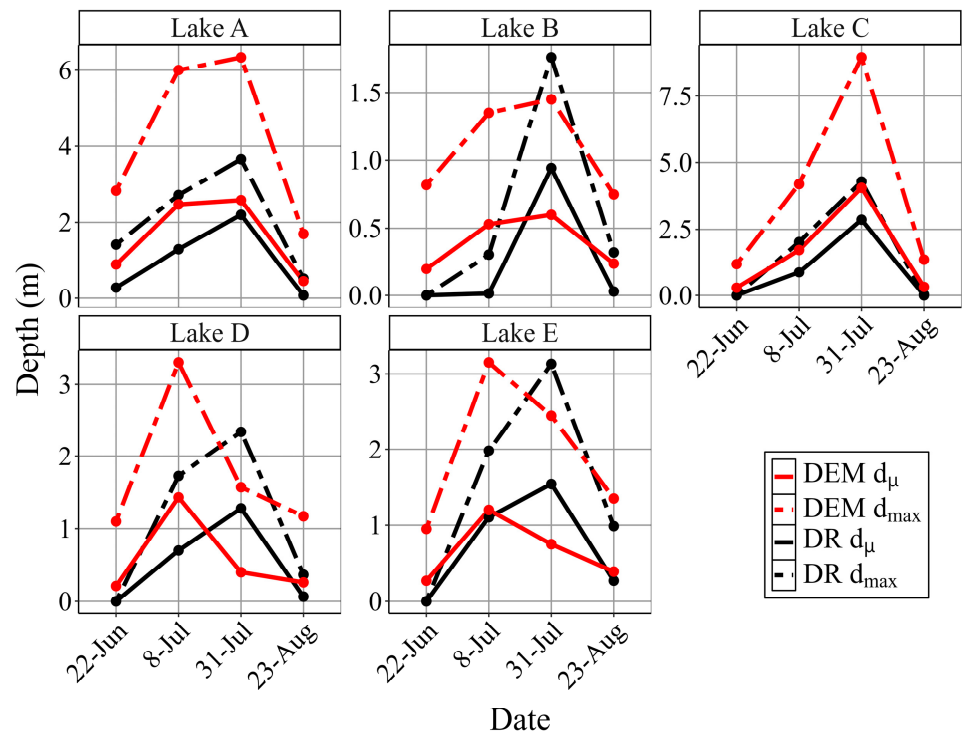 Lake A
Lake B
Lake C
6
4
2
0
1.5
1.0
0.5
0.0
7.5
5.0
2.5
0.0
22-Jun
8-Jul
31-Jul
23-Aug
Depth (m)
Lake D
Lake E
3
2
1
0
3
2
1
0
22-Jun
8-Jul
31-Jul
23-Aug
22-Jun
8-Jul
31-Jul
23-Aug
Date
DEM dμ
DEM dmax
DR dμ
DR dmax